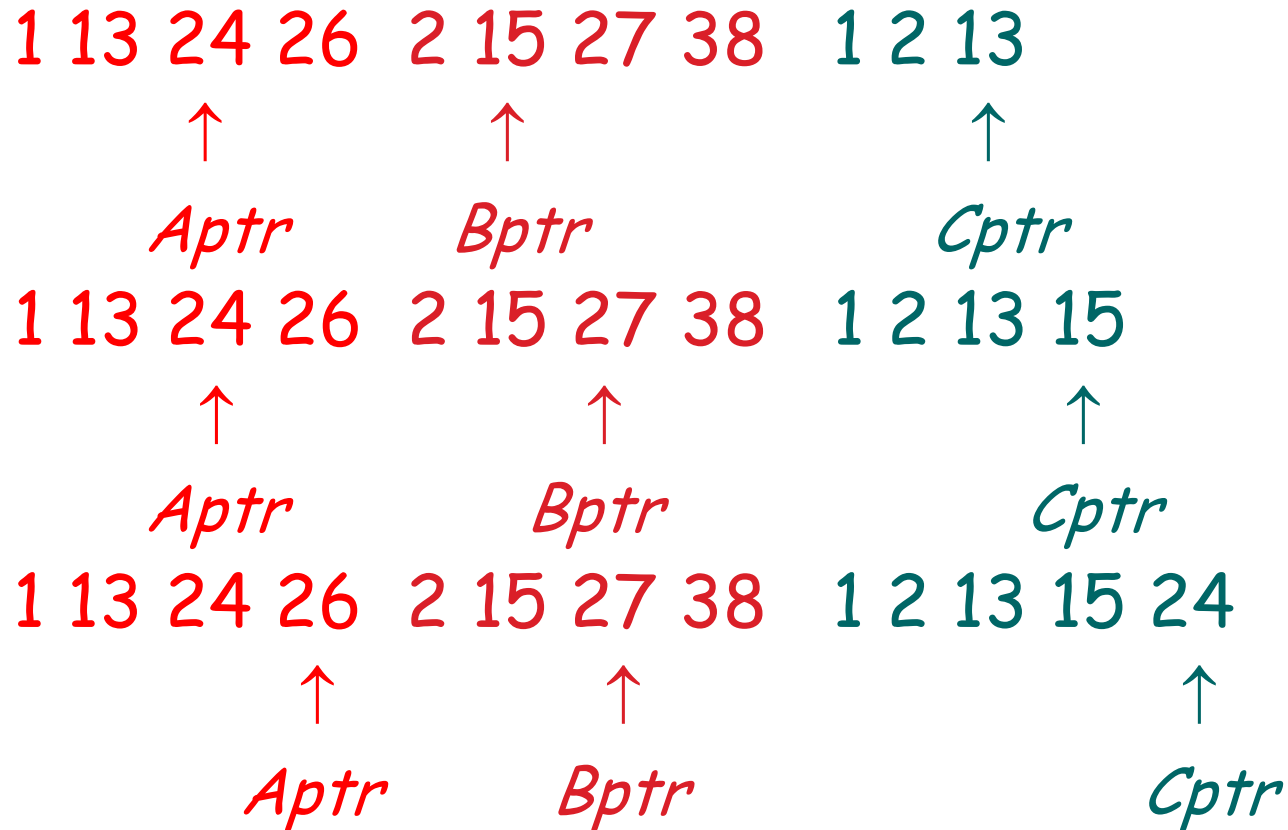 1 13 24 26 2 15 27 38 1 2 13
↑ ↑ ↑
Aptr Bptr Cptr
1 13 24 26 2 15 27 38 1 2 13 15
↑ ↑ ↑
Aptr Bptr Cptr
1 13 24 26 2 15 27 38 1 2 13 15 24
↑ ↑ ↑
Aptr Bptr Cptr